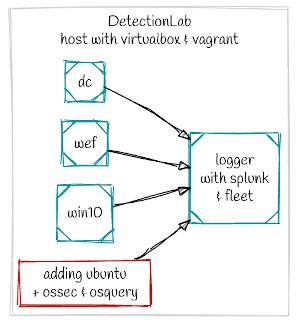 DetectionLab
host with virtualbox & vagrant
dc
wef
win10
logger
with splunk
& fleet
adding ubuntu
+ ossec & osquery